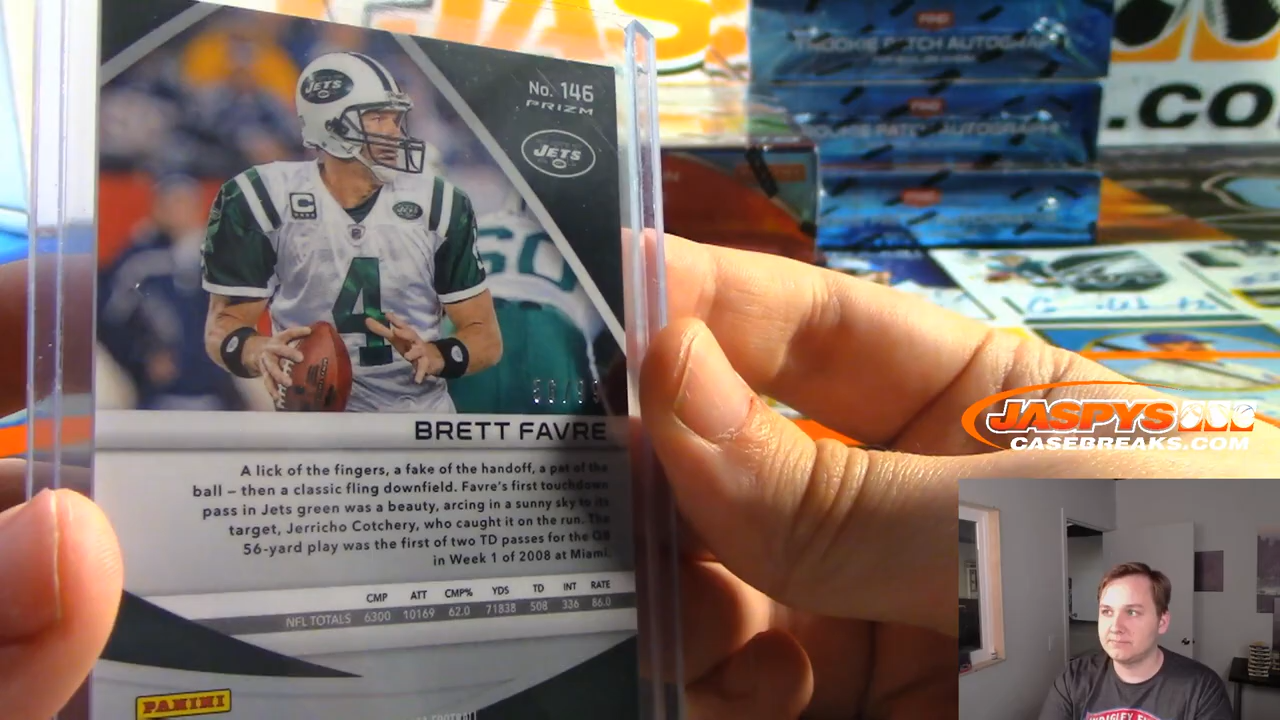 JASPY'S
No. 146
PRIZM
JETS
JETS
C
4
60
BRETT FAVRE
A lick of the fingers, a fake of the handoff, a pat of the
ball – then a classic fling downfield. Favre's first touchdown
pass in Jets green was a beauty, arcing in a sunny sky to its
target, Jerricho Cotchery, who caught it on the run. The
56-yard play was the first of two TD passes for the QB
in Week 1 of 2008 at Miami.
CMP ATT CMP% YDS TD INT RATE
NFL TOTALS 6300 10169 62.0 71838 508 336 86.0
PANINI
ROOKIE PATCH AUTOGRAPH
.CO
JASPYS
CASEBREAKS.COM